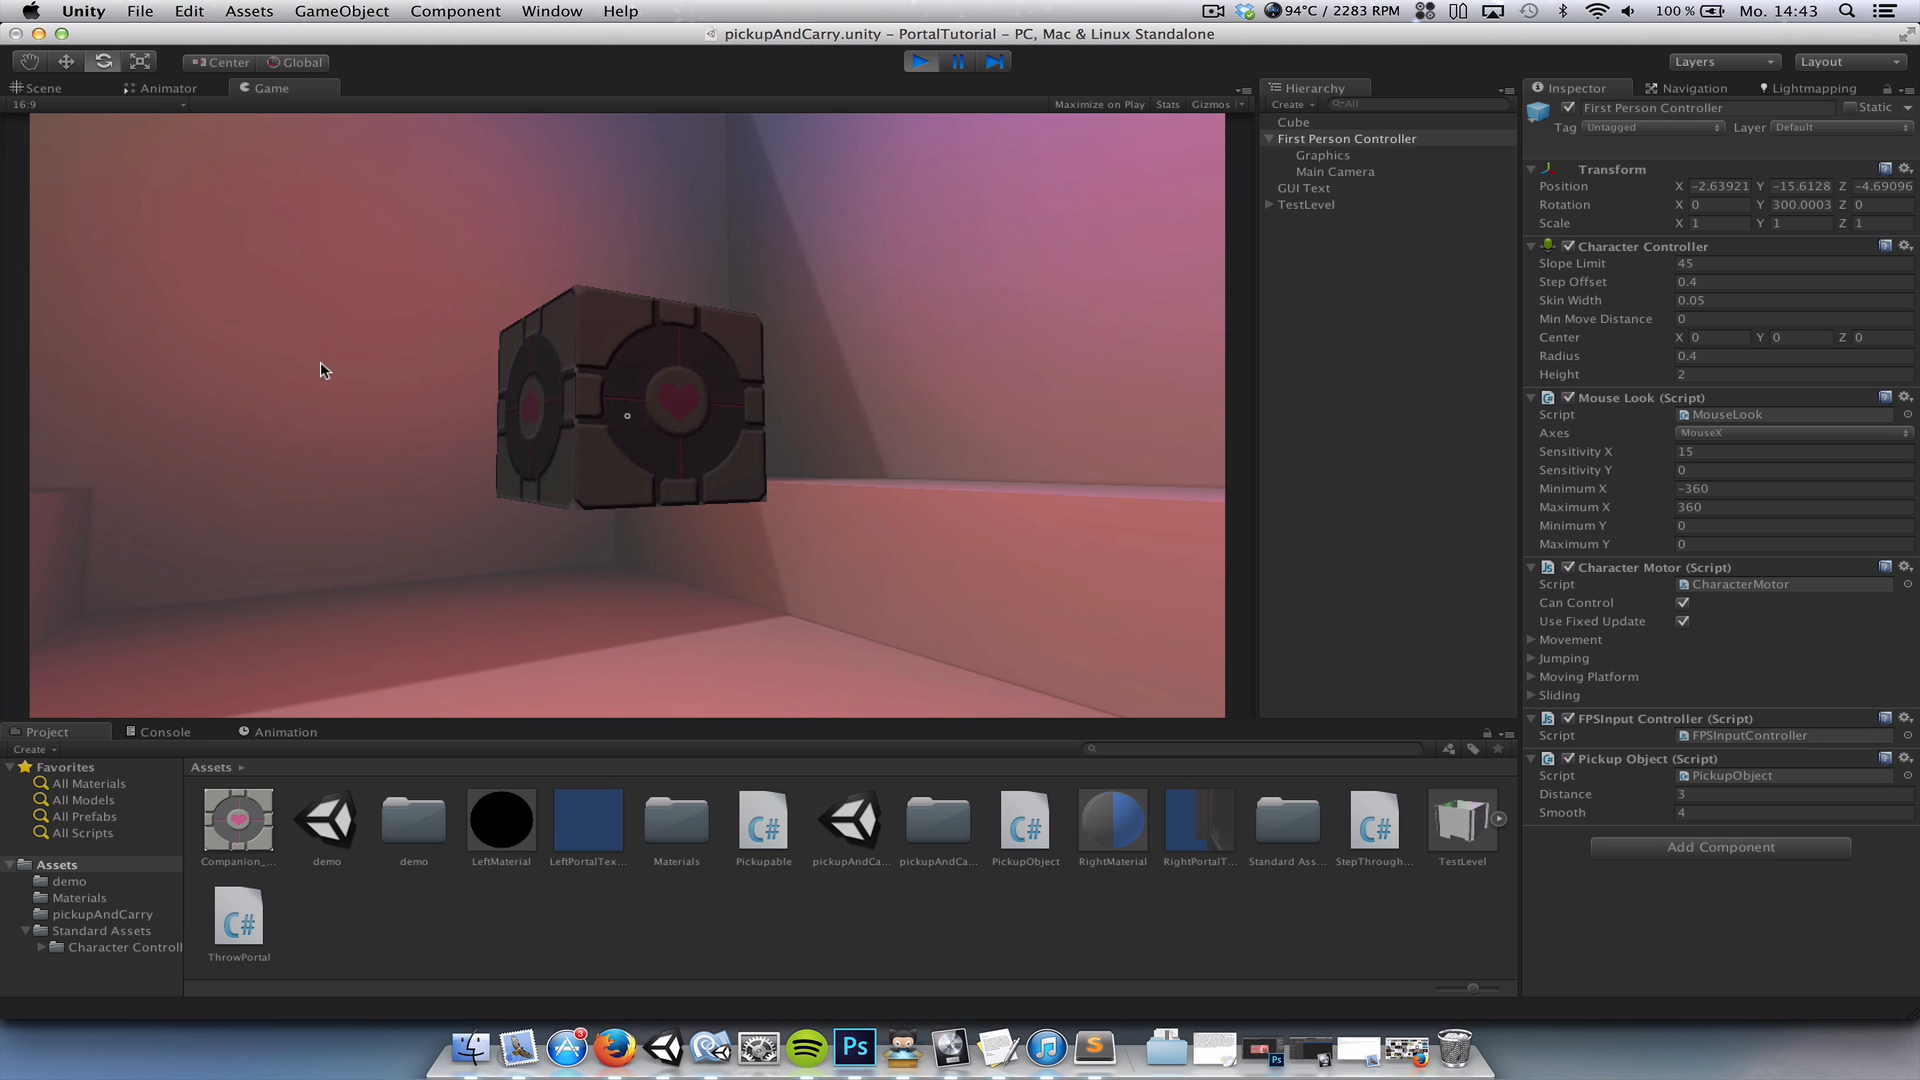 Unity File Edit Assets GameObject Component Window Help 94°C / 2283 RPM 100 % Mo. 14:43
pickupAndCarry.unity – PortalTutorial – PC, Mac & Linux Standalone
Center Global Layers Layout
Scene Animator Game
16:9 Maximize on Play Stats Gizmos
Hierarchy
Create All
Cube
First Person Controller
Graphics
Main Camera
GUI Text
TestLevel
Inspector Navigation Lightmapping
First Person Controller Static
Tag Untagged Layer Default
Transform
Position X −2.63921 Y −15.6128 Z −4.69096
Rotation X 0 Y 300.0003 Z 0
Scale X 1 Y 1 Z 1
Character Controller
Slope Limit 45
Step Offset 0.4
Skin Width 0.05
Min Move Distance 0
Center X 0 Y 0 Z 0
Radius 0.4
Height 2
Mouse Look (Script)
Script MouseLook
Axes MouseX
Sensitivity X 15
Sensitivity Y 0
Minimum X −360
Maximum X 360
Minimum Y 0
Maximum Y 0
Character Motor (Script)
Script CharacterMotor
Can Control
Use Fixed Update
Movement
Jumping
Moving Platform
Sliding
FPSInput Controller (Script)
Script FPSInputController
Pickup Object (Script)
Script PickupObject
Distance 3
Smooth 4
Add Component
Project Console Animation
Create
Favorites
All Materials
All Models
All Prefabs
All Scripts
Assets
demo
Materials
pickupAndCarry
Standard Assets
Character Controll
Assets
C# C# C#
Companion_... demo demo LeftMaterial LeftPortalTex... Materials Pickupable pickupAndCa... pickupAndCa... PickupObject RightMaterial RightPortalT... Standard Ass... StepThrough... TestLevel
C#
ThrowPortal
3
Ps
S
Ps